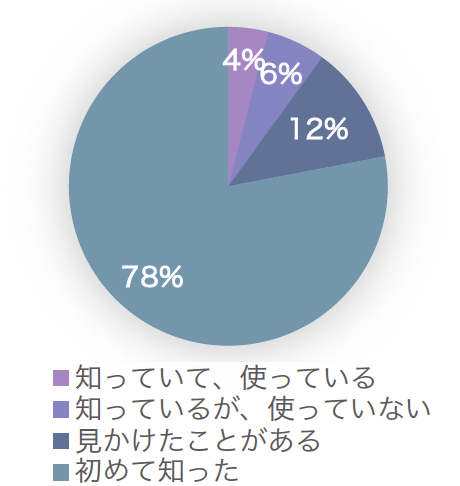 4%
6%
12%
78%
知っていて、使っている
知っているが、使っていない
見かけたことがある
初めて知った